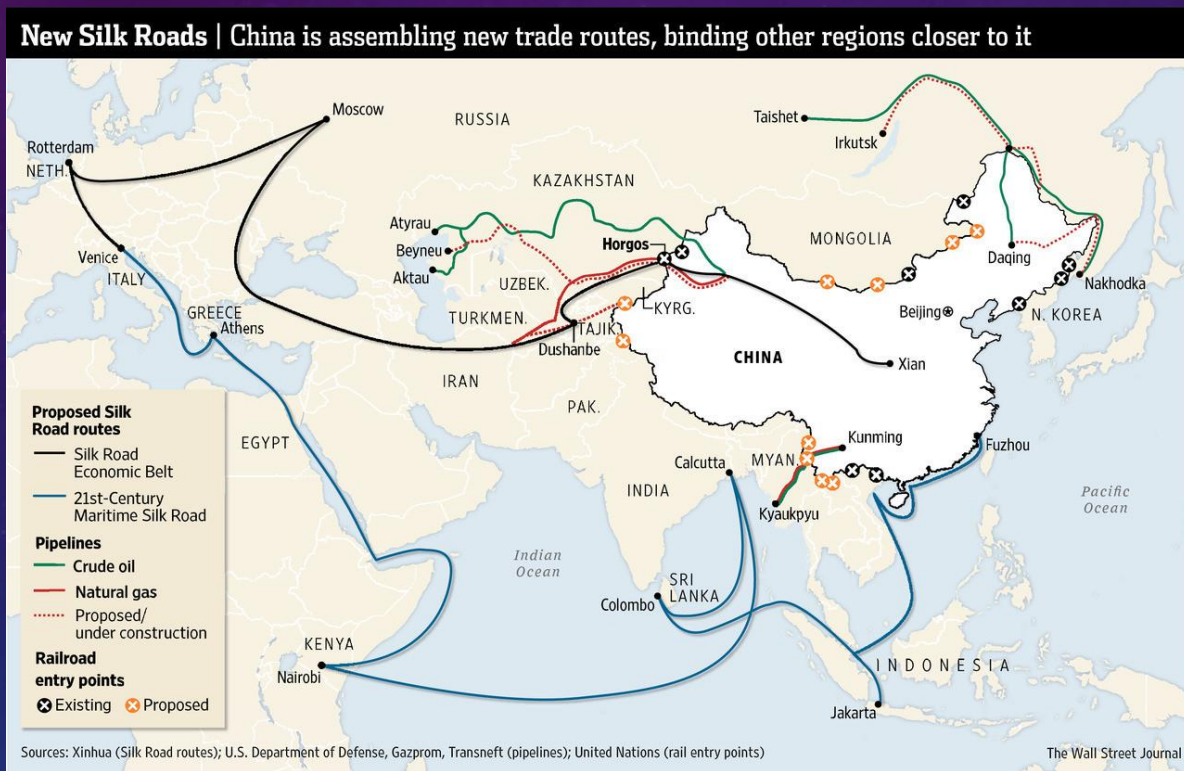 New Silk Roads | China is assembling new trade routes, binding other regions closer to it
Moscow
RUSSIA
Taishet
Irkutsk
Rotterdam
NETH.
KAZAKHSTAN
Atyrau
Beyneu
Aktau
Horgos
MONGOLIA
Daqing
Nakhodka
Venice
ITALY
UZBEK.
KYRG.
Beijing
N. KOREA
GREECE
Athens
TURKMEN.
TAJIK.
Dushanbe
CHINA
Xian
IRAN
PAK.
EGYPT
Kunming
Fuzhou
Calcutta
MYAN.
INDIA
Kyaukpyu
Pacific
Ocean
Indian
Ocean
SRI
LANKA
Colombo
KENYA
Nairobi
INDONESIA
Jakarta
Proposed Silk
Road routes
Silk Road
Economic Belt
21st-Century
Maritime Silk Road
Pipelines
Crude oil
Natural gas
Proposed/
under construction
Railroad
entry points
Existing Proposed
Sources: Xinhua (Silk Road routes); U.S. Department of Defense, Gazprom, Transneft (pipelines); United Nations (rail entry points)
The Wall Street Journal